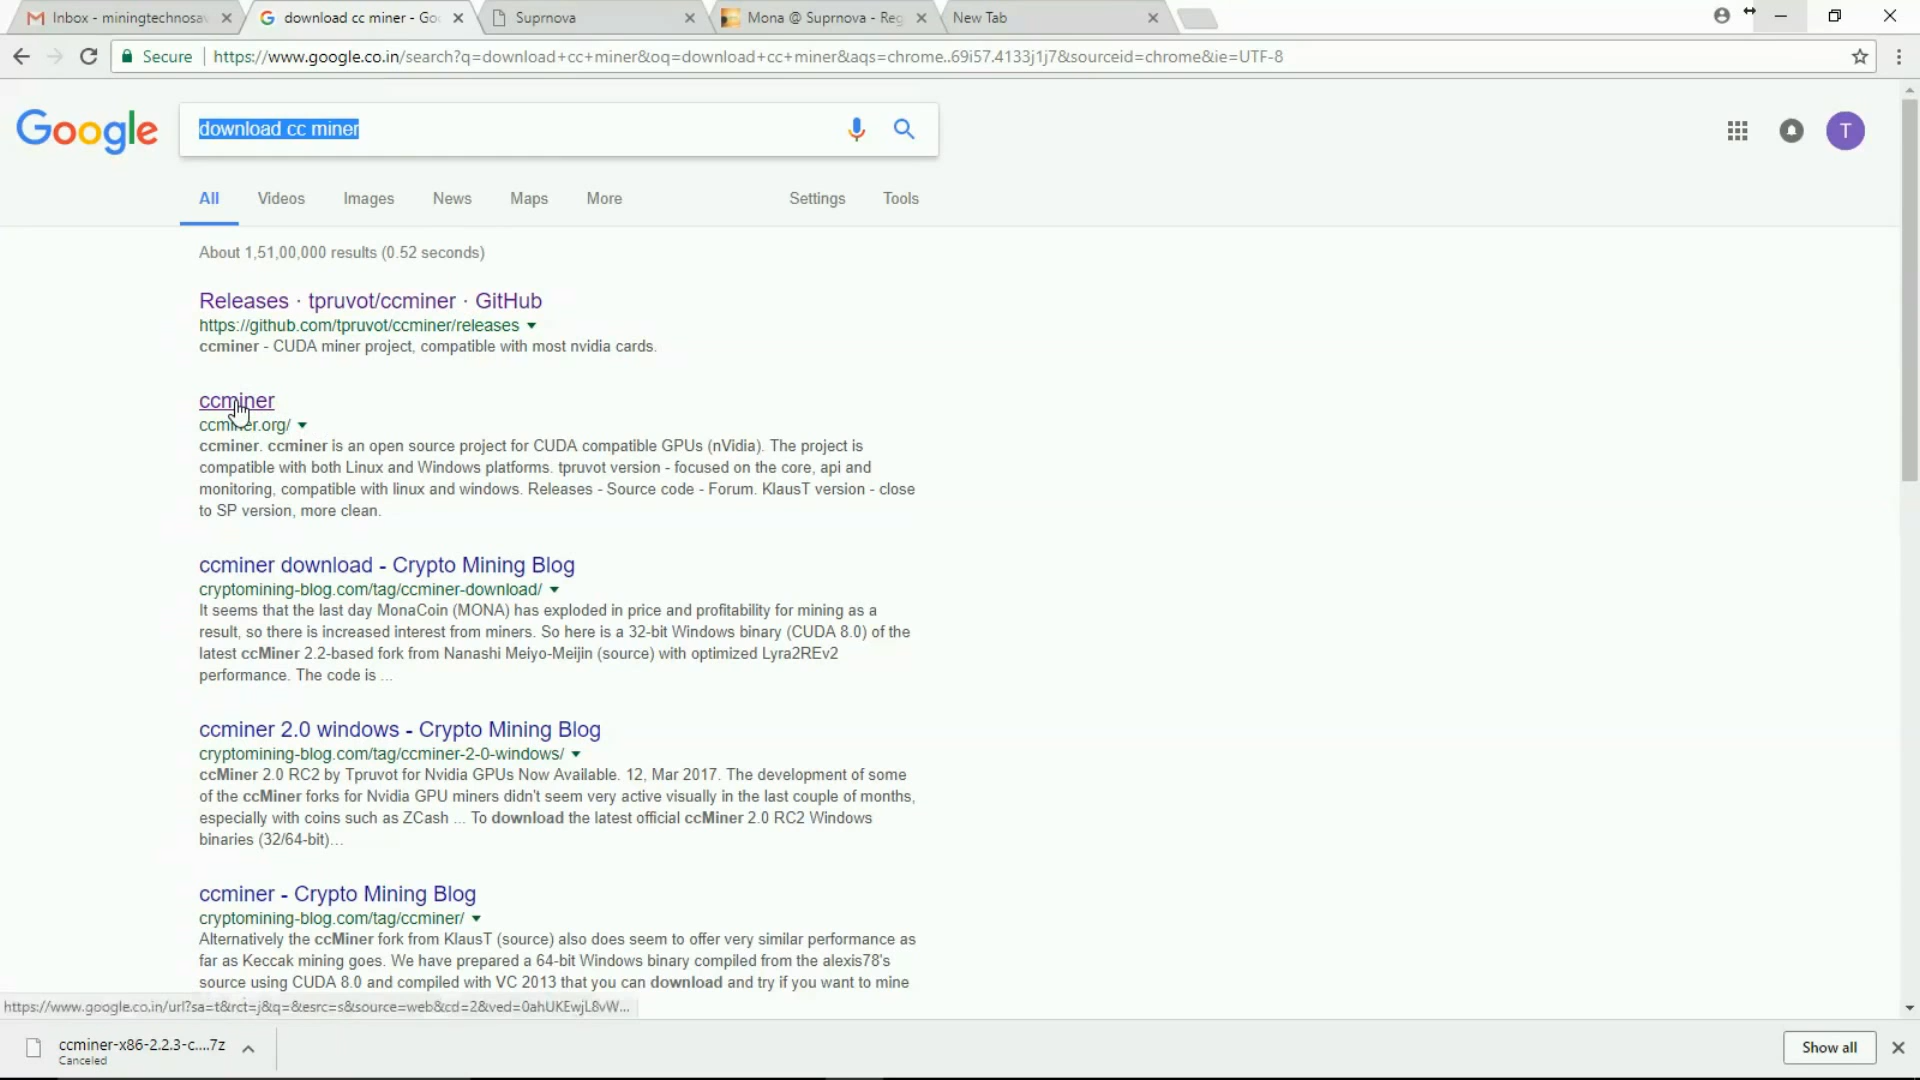 Inbox - miningtechnosa
download cc miner - Go
Suprnova
Mona @ Suprnova - Reg
New Tab
Secure
https://www.google.co.in/search?q=download+cc+miner&oq=download+cc+miner&aqs=chrome..69i57.4133j1j7&sourceid=chrome&ie=UTF-8
Google
download cc miner
T
All Videos Images News Maps More Settings Tools
About 1,51,00,000 results (0.52 seconds)
Releases · tpruvot/ccminer · GitHub
https://github.com/tpruvot/ccminer/releases
ccminer - CUDA miner project, compatible with most nvidia cards.
ccminer
ccminer.org/
ccminer. ccminer is an open source project for CUDA compatible GPUs (nVidia). The project is
compatible with both Linux and Windows platforms. tpruvot version - focused on the core, api and
monitoring, compatible with linux and windows. Releases - Source code - Forum. KlausT version - close
to SP version, more clean.
ccminer download - Crypto Mining Blog
cryptomining-blog.com/tag/ccminer-download/
It seems that the last day MonaCoin (MONA) has exploded in price and profitability for mining as a
result, so there is increased interest from miners. So here is a 32-bit Windows binary (CUDA 8.0) of the
latest ccMiner 2.2-based fork from Nanashi Meiyo-Meijin (source) with optimized Lyra2REv2
performance. The code is ...
ccminer 2.0 windows - Crypto Mining Blog
cryptomining-blog.com/tag/ccminer-2-0-windows/
ccMiner 2.0 RC2 by Tpruvot for Nvidia GPUs Now Available. 12, Mar 2017. The development of some
of the ccMiner forks for Nvidia GPU miners didn't seem very active visually in the last couple of months,
especially with coins such as ZCash ... To download the latest official ccMiner 2.0 RC2 Windows
binaries (32/64-bit)...
ccminer - Crypto Mining Blog
cryptomining-blog.com/tag/ccminer/
Alternatively the ccMiner fork from KlausT (source) also does seem to offer very similar performance as
far as Keccak mining goes. We have prepared a 64-bit Windows binary compiled from the alexis78's
source using CUDA 8.0 and compiled with VC 2013 that you can download and try if you want to mine
https://www.google.co.in/url?sa=t&rct=j&q=&esrc=s&source=web&cd=2&ved=0ahUKEwjL8vW...
ccminer-x86-2.2.3-c....7z
Canceled
Show all